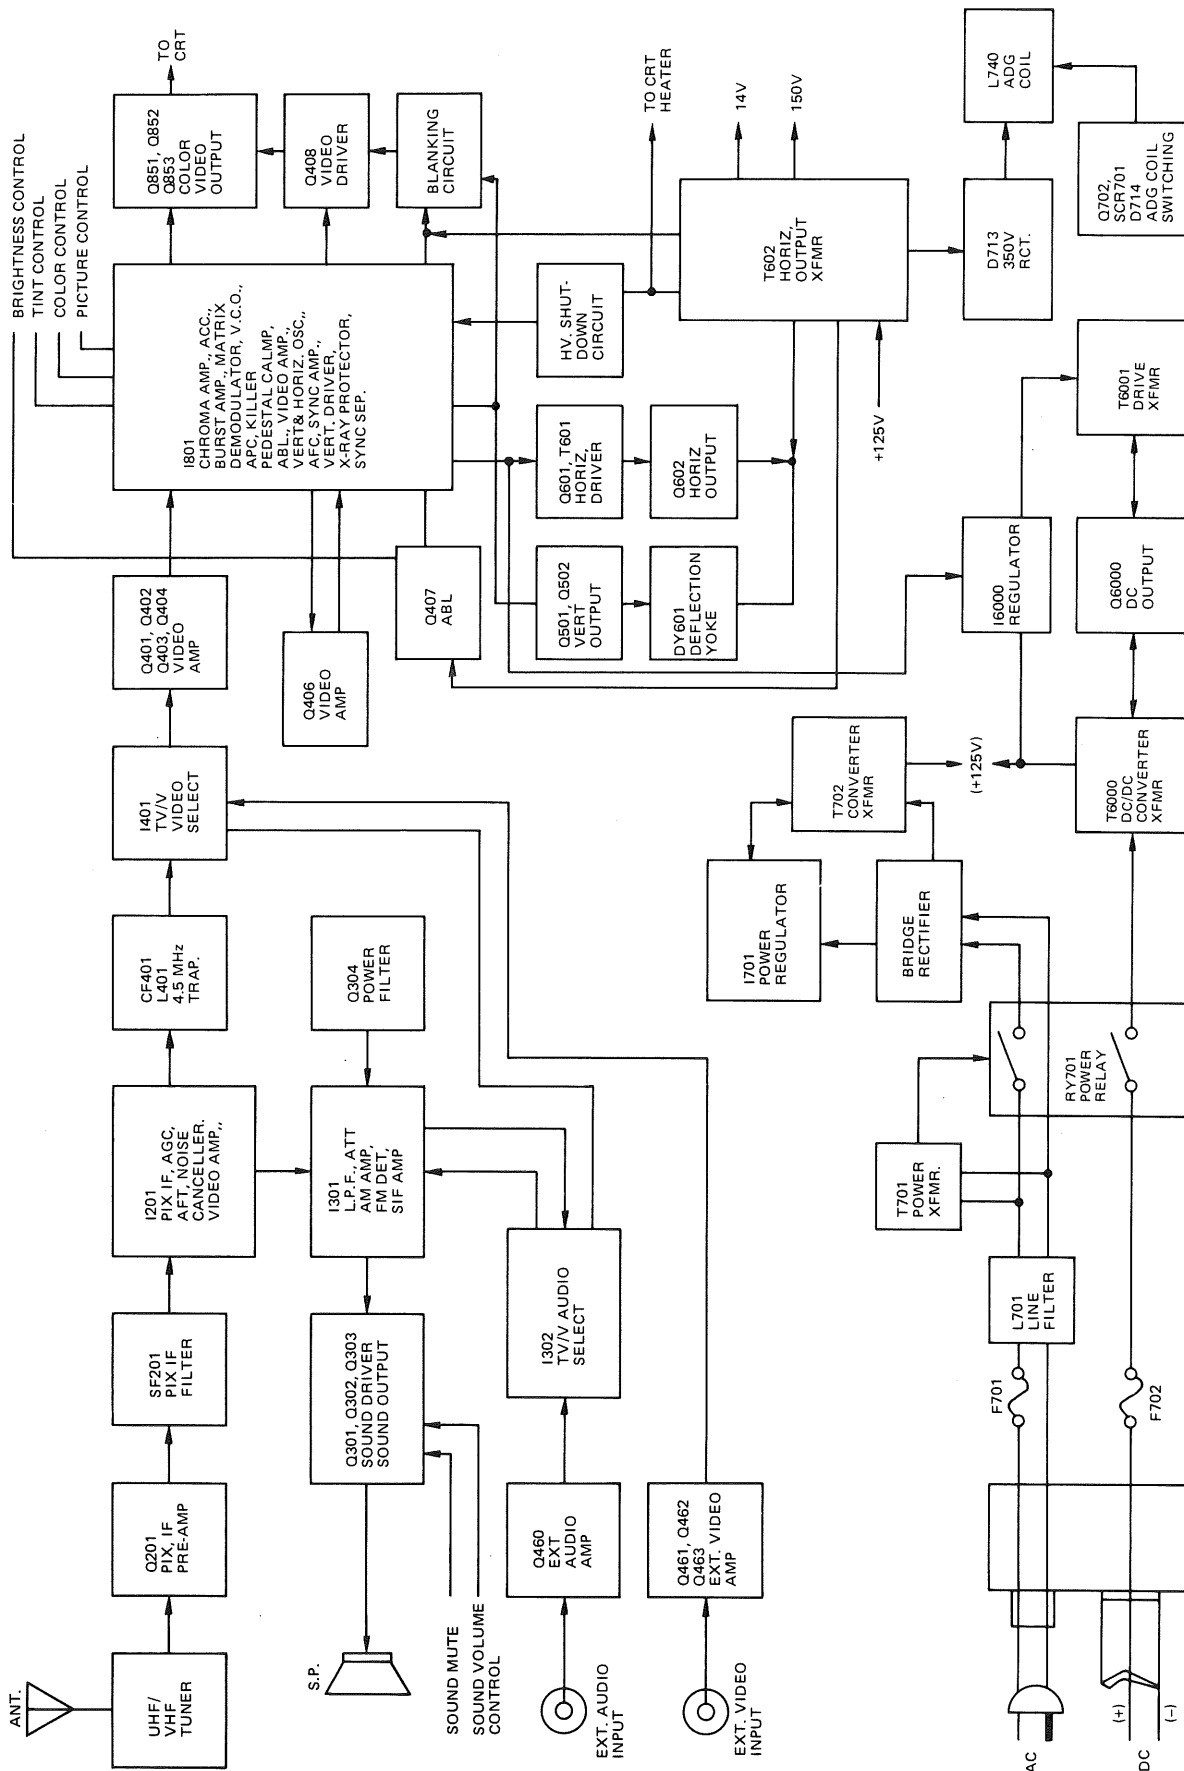 ANT.
UHF/
VHF
TUNER
Q201
PIX, IF
PRE-AMP
SF201
PIX IF
FILTER
I201
PIX IF, AGC,
AFT, NOISE
CANCELLER.
VIDEO AMP,,
CF401
L401
4.5 MHz
TRAP.
I401
TV/V
VIDEO
SELECT
Q401, Q402
Q403, Q404
VIDEO
AMP
I801
CHROMA AMP., ACC.,
BURST AMP., MATRIX
DEMODULATOR, V.C.O.,
APC, KILLER
PEDESTAL CALMP,
ABL., VIDEO AMP.,
VERT& HORIZ. OSC,,
AFC, SYNC AMP.,
VERT. DRIVER,
X-RAY PROTECTOR,
SYNC SEP.
BRIGHTNESS CONTROL
TINT CONTROL
COLOR CONTROL
PICTURE CONTROL
Q851, Q852
Q853
COLOR
VIDEO
OUTPUT
TO
CRT
Q408
VIDEO
DRIVER
BLANKING
CIRCUIT
Q406
VIDEO
AMP
Q407
ABL
S.P.
Q301, Q302, Q303
SOUND DRIVER
SOUND OUTPUT
I301
L.P.F., ATT
AM AMP,
FM DET,
SIF AMP
Q304
POWER
FILTER
SOUND MUTE
SOUND VOLUME
CONTROL
EXT. AUDIO
INPUT
Q460
EXT
AUDIO
AMP
I302
TV/V AUDIO
SELECT
EXT. VIDEO
INPUT
Q461, Q462
Q463
EXT. VIDEO
AMP
Q501, Q502
VERT
OUTPUT
DY601
DEFLECTION
YOKE
Q601, T601
HORIZ,
DRIVER
Q602
HORIZ
OUTPUT
HV. SHUT-
DOWN
CIRCUIT
TO CRT
HEATER
T602
HORIZ,
OUTPUT
XFMR
14V
150V
+125V
D713
350V
RCT.
L740
ADG
COIL
Q702,
SCR701
D714
ADG COIL
SWITCHING
I701
POWER
REGULATOR
T702
CONVERTER
XFMR
BRIDGE
RECTIFIER
(+125V)
I6000
REGULATOR
T6001
DRIVE
XFMR
Q6000
DC
OUTPUT
T6000
DC/DC
CONVERTER
XFMR
T701
POWER
XFMR.
RY701
POWER
RELAY
L701
LINE
FILTER
F701
F702
AC
(+)
(−)
DC